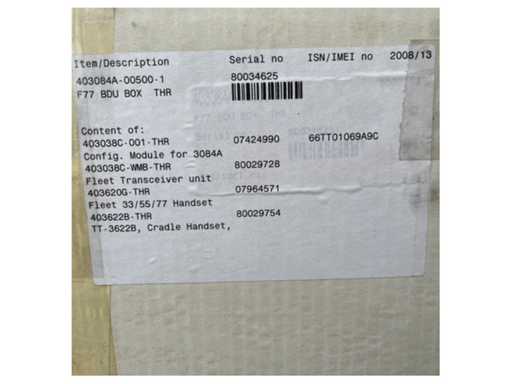 Item/Description Serial no ISN/IMEI no 2008/13
403084A-00500-1 80034625
F77 BDU BOX THR
Content of:
403038C-001-THR 07424990 66TT01069A9C
Config. Module for 3084A
403038C-WMB-THR 80029728
Fleet Transceiver unit
403620G-THR 07964571
Fleet 33/55/77 Handset
403622B-THR 80029754
TT-3622B, Cradle Handset,